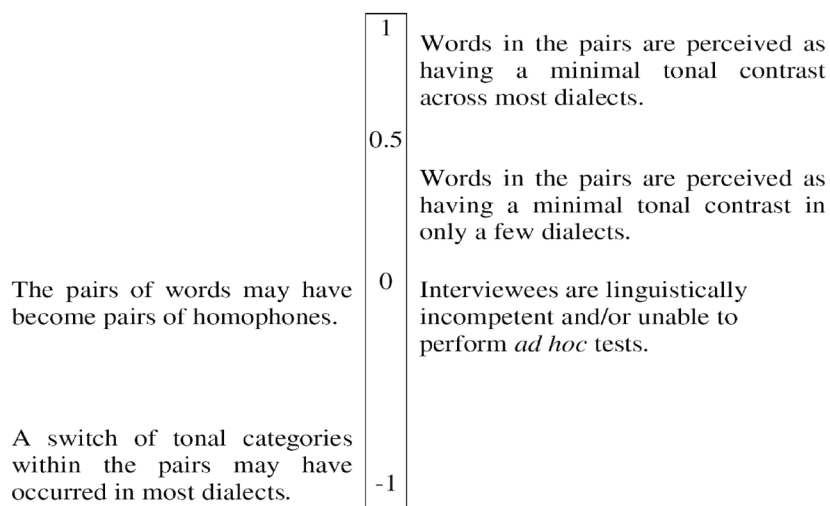 1
Words in the pairs are perceived as
having a minimal tonal contrast
across most dialects.
0.5
Words in the pairs are perceived as
having a minimal tonal contrast in
only a few dialects.
The pairs of words may have
become pairs of homophones.
0
Interviewees are linguistically
incompetent and/or unable to
perform ad hoc tests.
A switch of tonal categories
within the pairs may have
occurred in most dialects.
-1